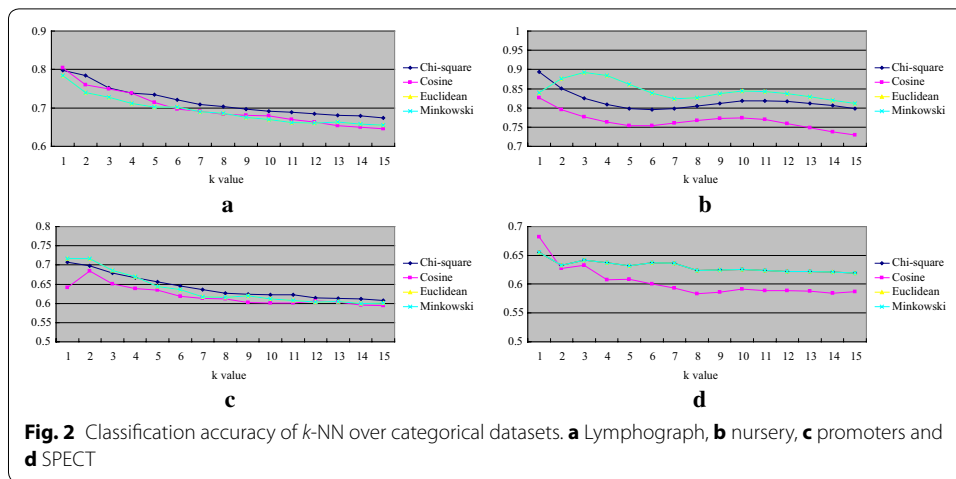 0.9
0.8
0.7
0.6
1 2 3 4 5 6 7 8 9 10 11 12 13 14 15
k value
Chi-square
Cosine
Euclidean
Minkowski
a
1
0.95
0.9
0.85
0.8
0.75
0.7
1 2 3 4 5 6 7 8 9 10 11 12 13 14 15
k value
Chi-square
Cosine
Euclidean
Minkowski
b
0.8
0.75
0.7
0.65
0.6
0.55
0.5
1 2 3 4 5 6 7 8 9 10 11 12 13 14 15
k value
Chi-square
Cosine
Euclidean
Minkowski
c
0.7
0.65
0.6
0.55
0.5
1 2 3 4 5 6 7 8 9 10 11 12 13 14 15
k value
Chi-square
Cosine
Euclidean
Minkowski
d
Fig. 2 Classification accuracy of k-NN over categorical datasets. a Lymphograph, b nursery, c promoters and
d SPECT